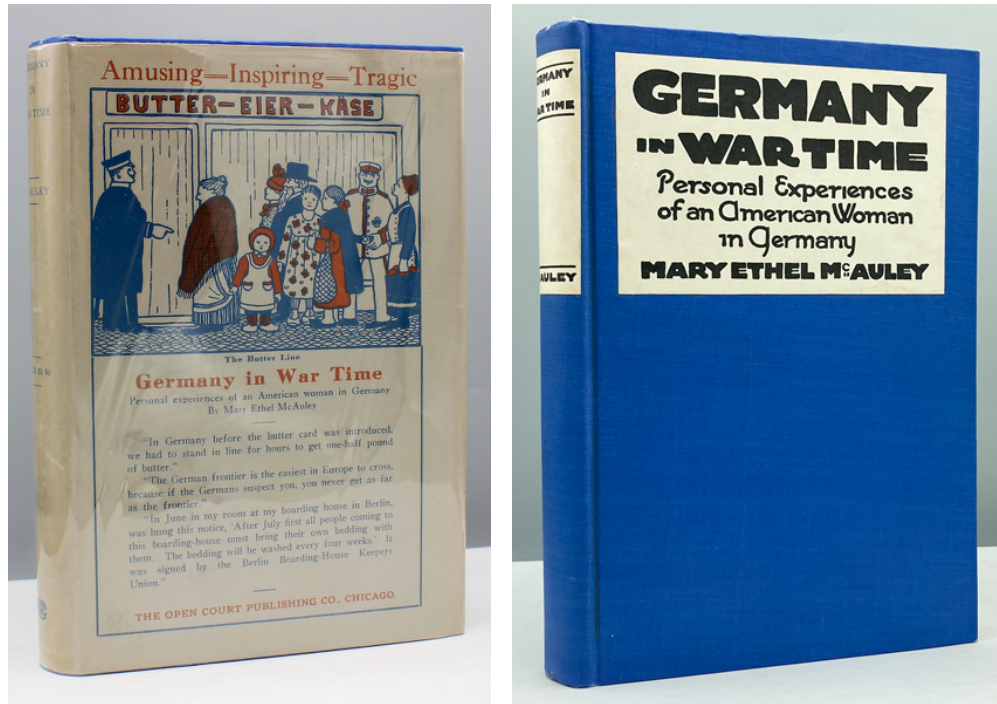 Amusing—Inspiring—Tragic
BUTTER—EIER—KÄSE
The Butter Line
Germany in War Time
Personal experiences of an American woman in Germany
By Mary Ethel McAuley
"In Germany before the butter card was introduced,
we had to stand in line for hours to get one-half pound
of butter."
"The German frontier is the easiest in Europe to cross,
because if the Germans suspect you, you never get as far
as the frontier."
"In June in my room at my boarding house in Berlin,
was hung this notice, 'After July first all people coming to
this boarding-house must bring their own bedding with
them. The bedding will be washed every four weeks.' It
was signed by the Berlin Boarding-House Keepers
Union."
THE OPEN COURT PUBLISHING CO., CHICAGO.
IN
TIME
AULEY
RMANY
IN
AR TIME
AULEY
GERMANY
IN WAR TIME
Personal Experiences
of an American Woman
in Germany
MARY ETHEL McAULEY